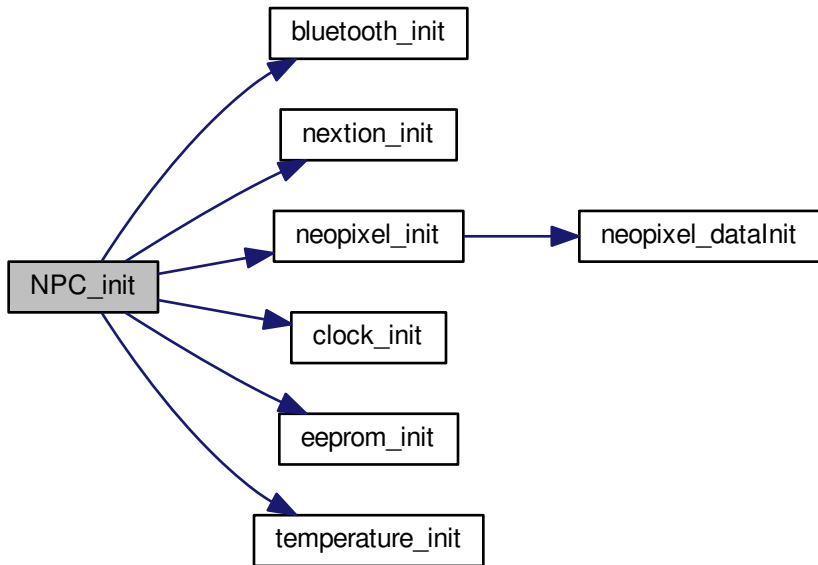 bluetooth_init
nextion_init
neopixel_init
neopixel_dataInit
NPC_init
clock_init
eeprom_init
temperature_init